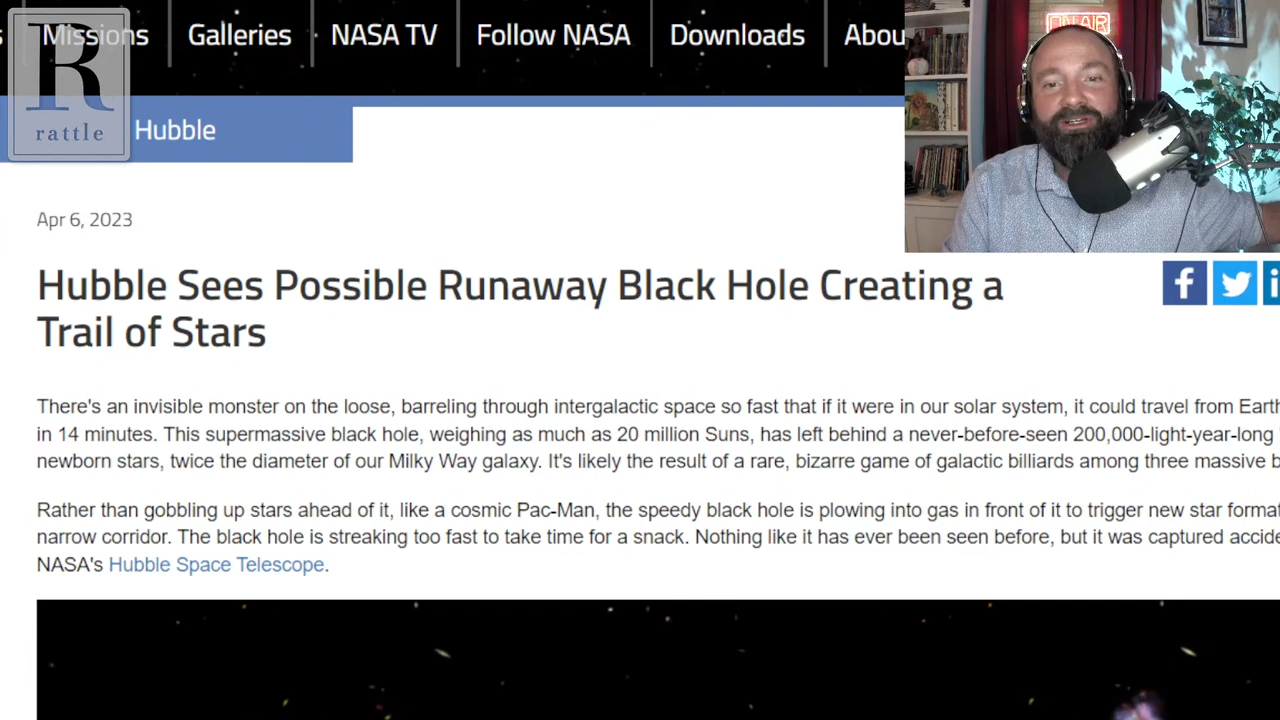 Missions Galleries NASA TV Follow NASA Downloads Abou
R
rattle
Hubble
ON AIR
Apr 6, 2023
Hubble Sees Possible Runaway Black Hole Creating a
Trail of Stars
There's an invisible monster on the loose, barreling through intergalactic space so fast that if it were in our solar system, it could travel from Earth
in 14 minutes. This supermassive black hole, weighing as much as 20 million Suns, has left behind a never-before-seen 200,000-light-year-long "
newborn stars, twice the diameter of our Milky Way galaxy. It's likely the result of a rare, bizarre game of galactic billiards among three massive b
Rather than gobbling up stars ahead of it, like a cosmic Pac-Man, the speedy black hole is plowing into gas in front of it to trigger new star format
narrow corridor. The black hole is streaking too fast to take time for a snack. Nothing like it has ever been seen before, but it was captured accide
NASA's Hubble Space Telescope.